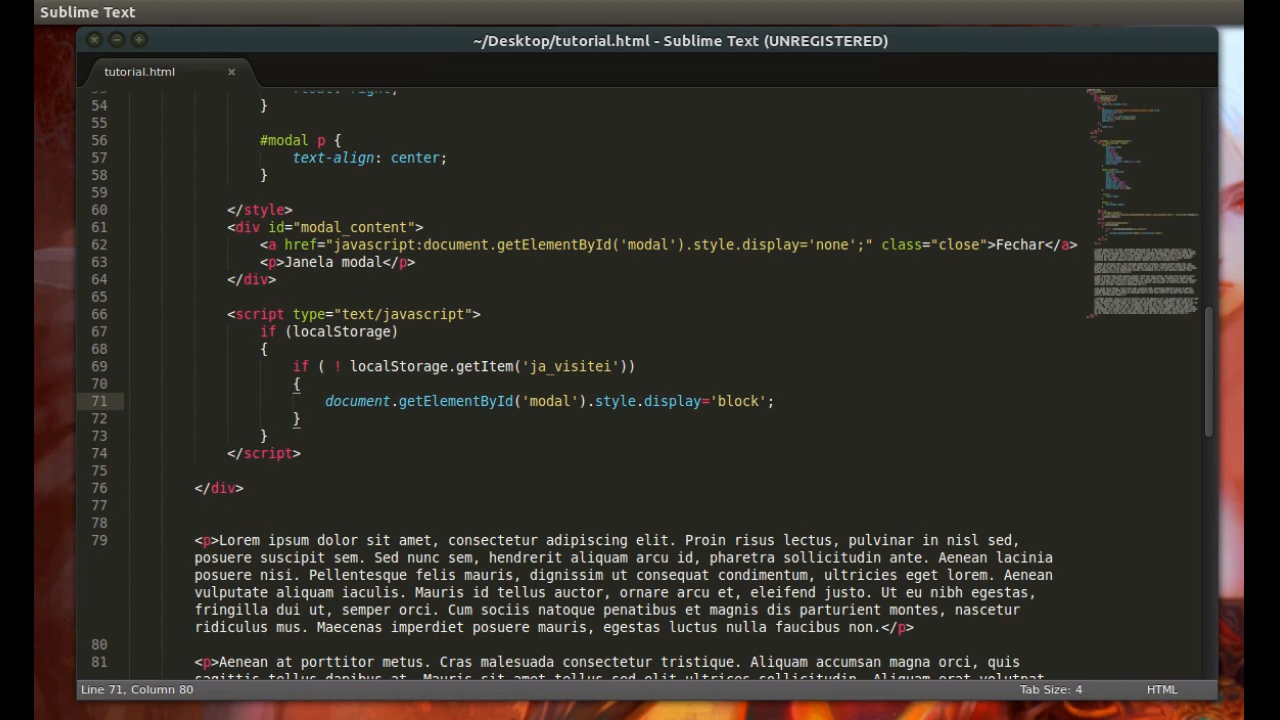 Sublime Text
~/Desktop/tutorial.html - Sublime Text (UNREGISTERED)
tutorial.html
54 }
55
56 #modal p {
57 text-align: center;
58 }
59
60 </style>
61 <div id="modal_content">
62 <a href="javascript:document.getElementById('modal').style.display='none';" class="close">Fechar</a>
63 <p>Janela modal</p>
64 </div>
65
66 <script type="text/javascript">
67 if (localStorage)
68 {
69 if ( ! localStorage.getItem('ja_visitei'))
70 {
71 document.getElementById('modal').style.display='block';
72 }
73 }
74 </script>
75
76 </div>
77
78
79 <p>Lorem ipsum dolor sit amet, consectetur adipiscing elit. Proin risus lectus, pulvinar in nisl sed,
posuere suscipit sem. Sed nunc sem, hendrerit aliquam arcu id, pharetra sollicitudin ante. Aenean lacinia
posuere nisi. Pellentesque felis mauris, dignissim ut consequat condimentum, ultricies eget lorem. Aenean
vulputate aliquam iaculis. Mauris id tellus auctor, ornare arcu et, eleifend justo. Ut eu nibh egestas,
fringilla dui ut, semper orci. Cum sociis natoque penatibus et magnis dis parturient montes, nascetur
ridiculus mus. Maecenas imperdiet posuere mauris, egestas luctus nulla faucibus non.</p>
80
81 <p>Aenean at porttitor metus. Cras malesuada consectetur tristique. Aliquam accumsan magna orci, quis
Line 71, Column 80
Tab Size: 4
HTML